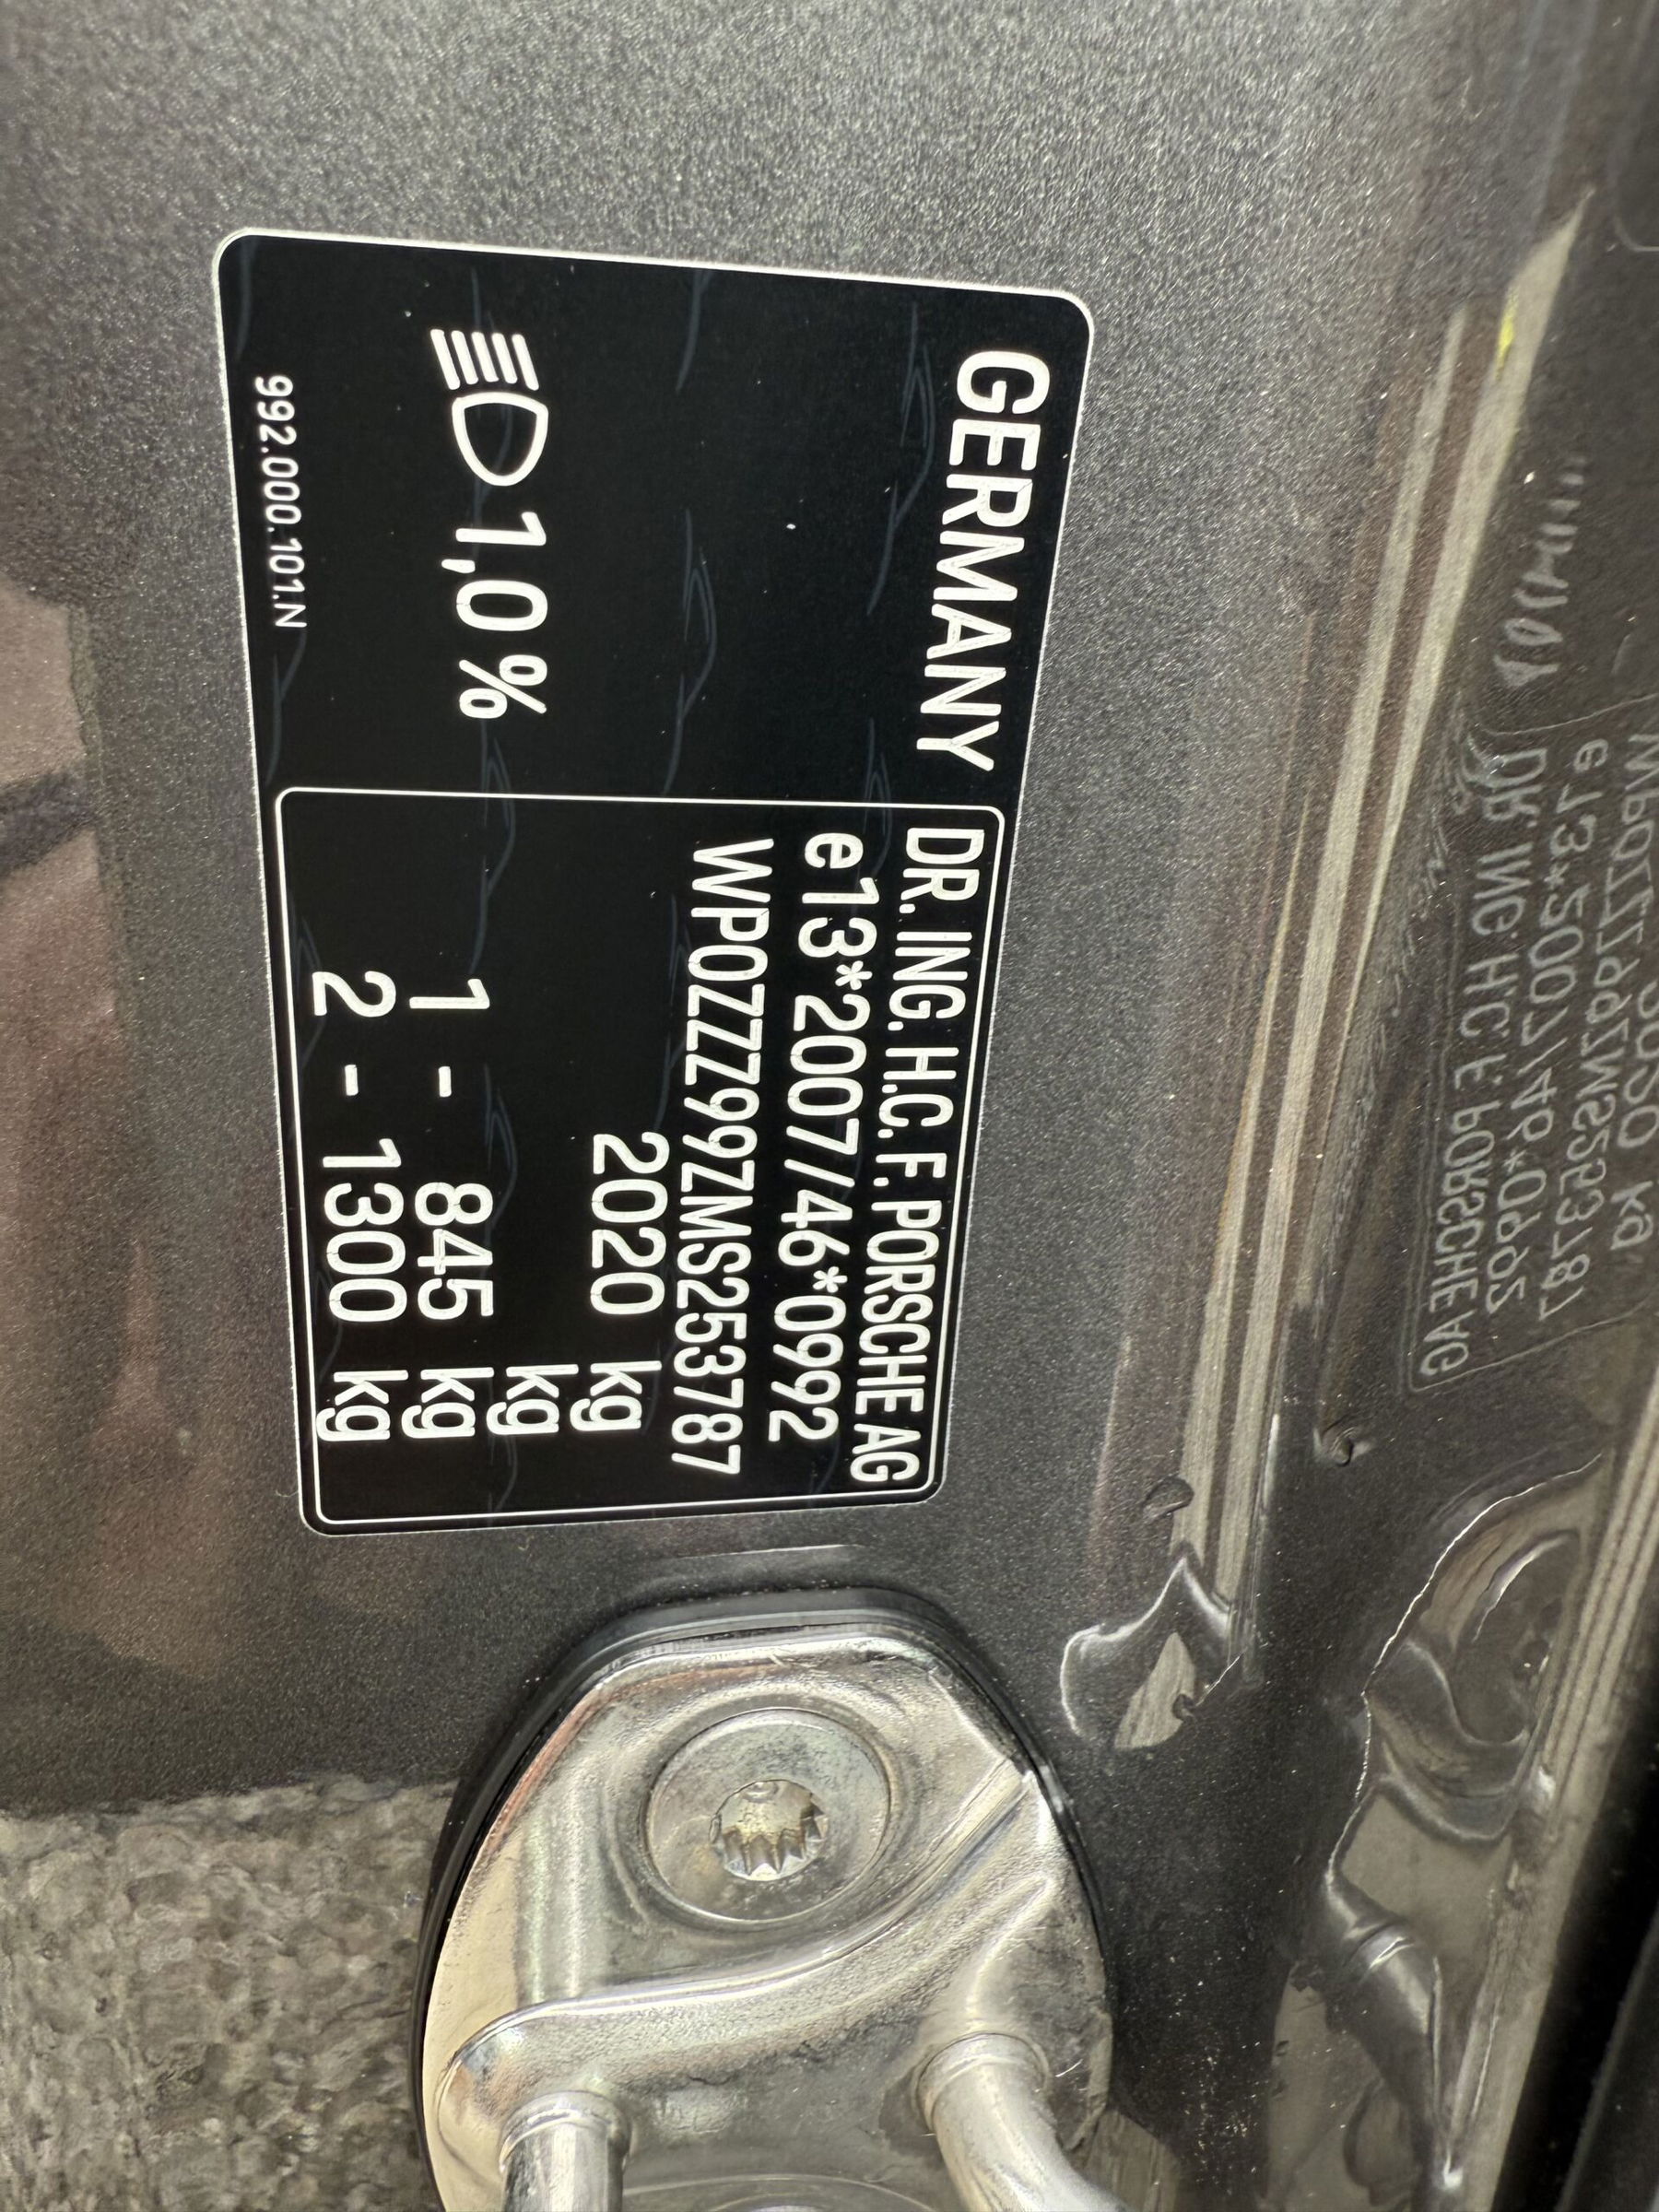 GERMANY
DR. ING. H.C. F. PORSCHE AG
e13*2007/46*0992
WP0ZZZ99ZMS253787
2020 kg
kg
1 - 845 kg
2 - 1300 kg
1,0 %
992.000.101.N